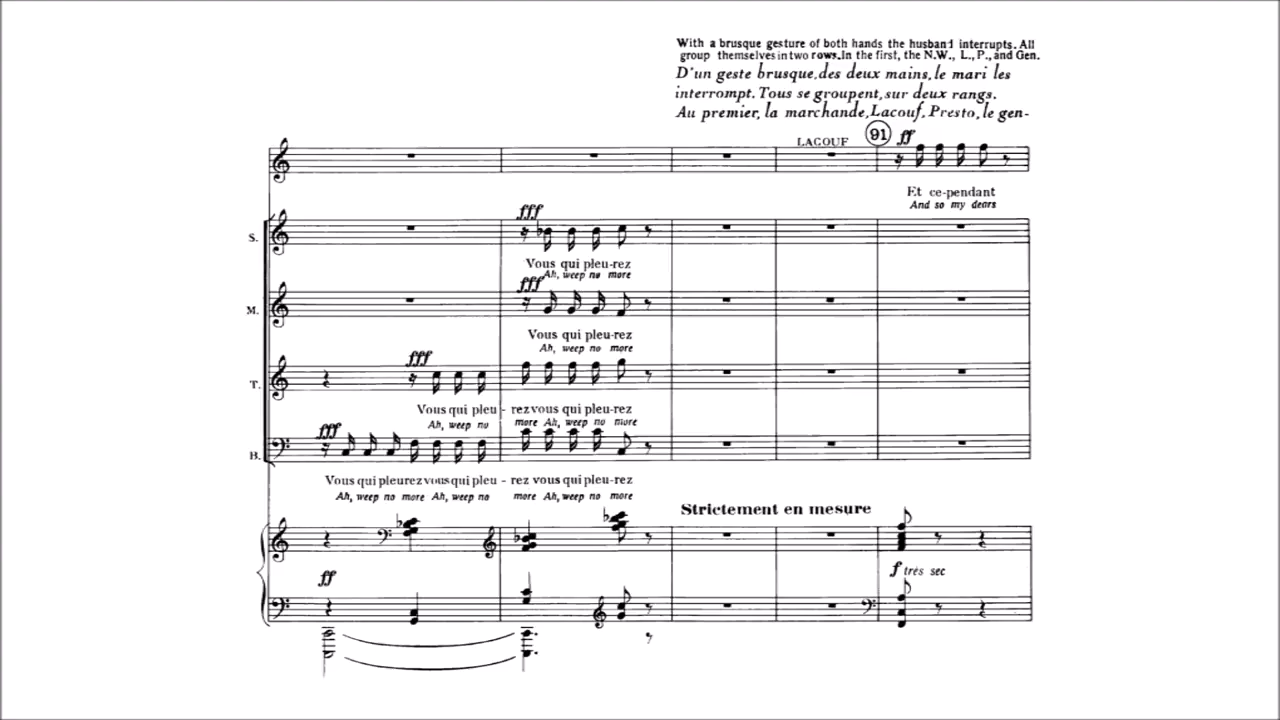 With a brusque gesture of both hands the husband interrupts. All
group themselves in two rows. In the first, the N.W., L., P., and Gen.
D'un geste brusque, des deux mains, le mari les
interrompt. Tous se groupent, sur deux rangs.
Au premier, la marchande, Lacouf, Presto, le gen-
LACOUF 91 ff
Et ce-pendant
And so my dears
fff
S.
Vous qui pleu-rez
Ah, weep no more
fff
M.
Vous qui pleu-rez
Ah, weep no more
fff
T.
Vous qui pleu - rez vous qui pleu-rez
Ah, weep no more Ah, weep no more
fff
B.
Vous qui pleurez vous qui pleu - rez vous qui pleu-rez
Ah, weep no more Ah, weep no more Ah, weep no more
Strictement en mesure
ff f très sec